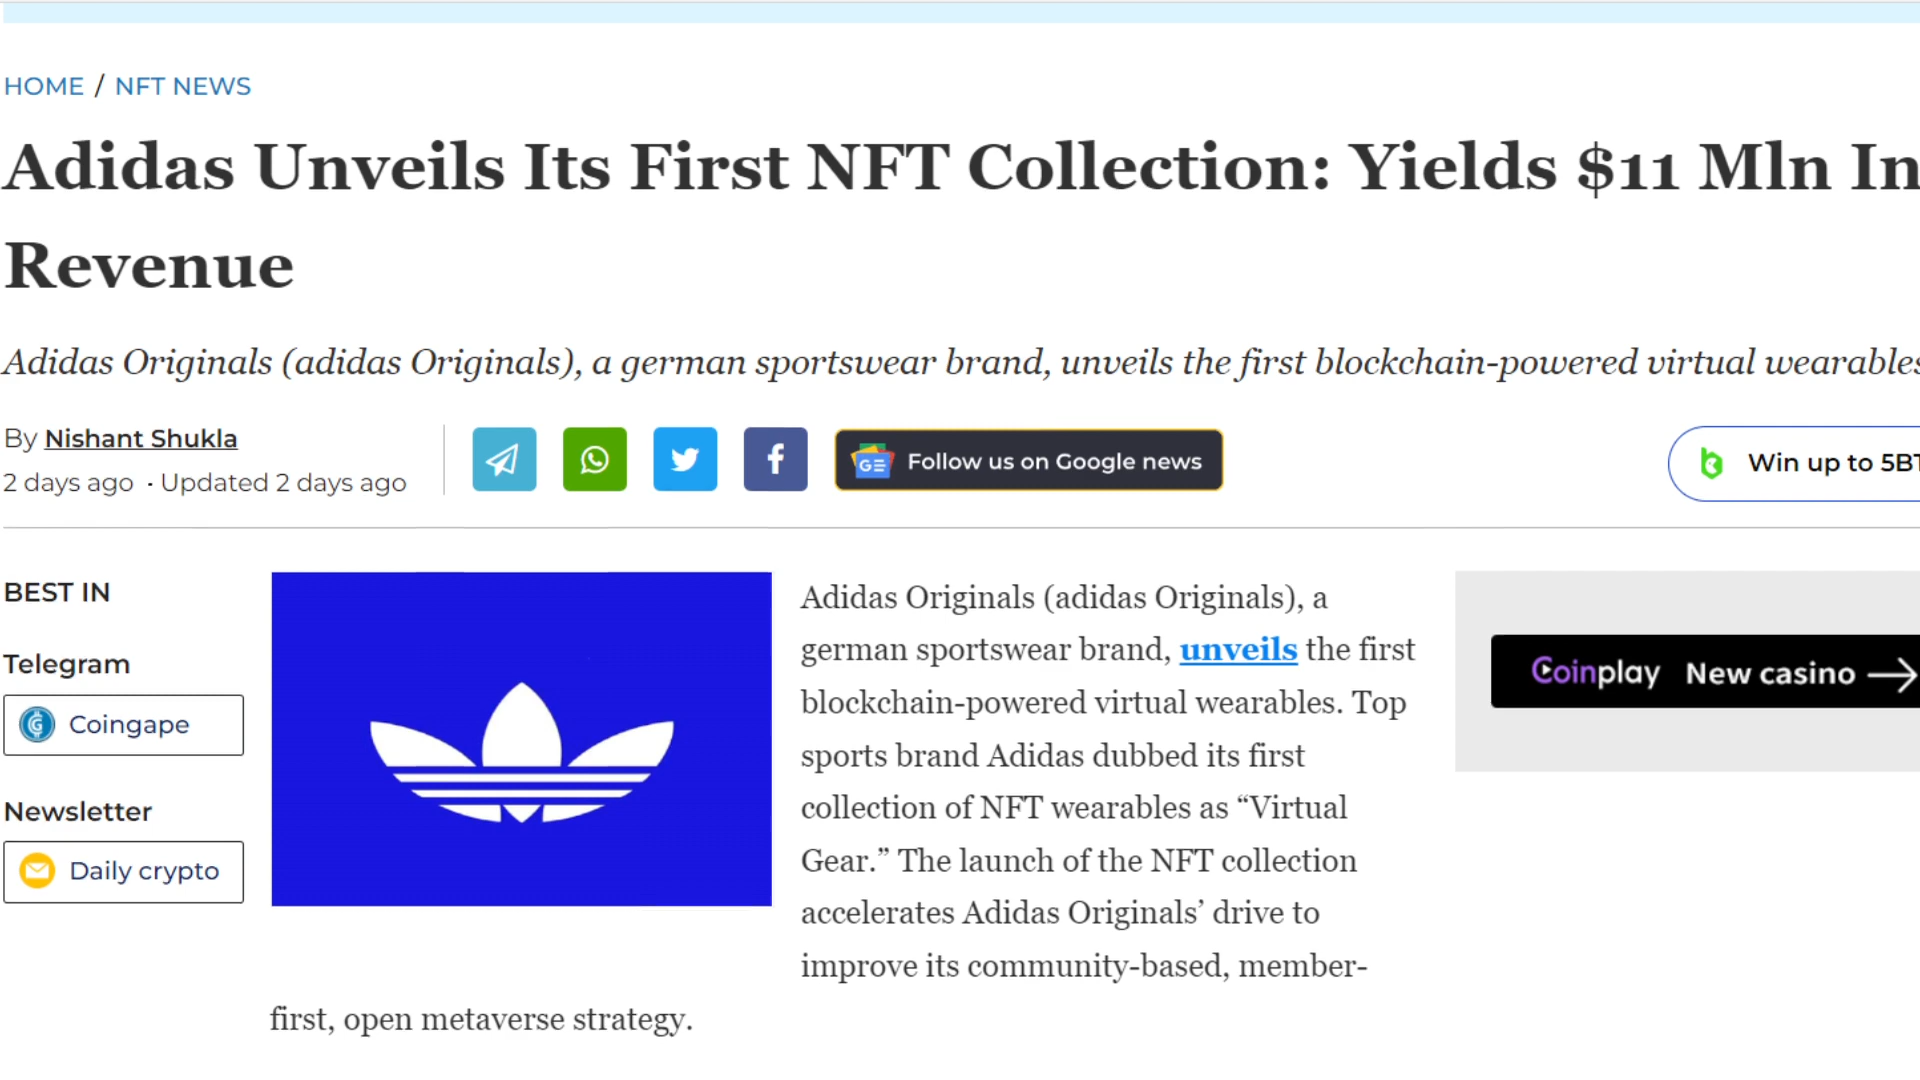 HOME / NFT NEWS
Adidas Unveils Its First NFT Collection: Yields $11 Mln In
Revenue
Adidas Originals (adidas Originals), a german sportswear brand, unveils the first blockchain-powered virtual wearables
By Nishant Shukla
2 days ago · Updated 2 days ago
GE Follow us on Google news
Win up to 5BT
BEST IN
Telegram
Coingape
Newsletter
Daily crypto
Adidas Originals (adidas Originals), a
german sportswear brand, unveils the first
blockchain-powered virtual wearables. Top
sports brand Adidas dubbed its first
collection of NFT wearables as “Virtual
Gear.” The launch of the NFT collection
accelerates Adidas Originals’ drive to
improve its community-based, member-
first, open metaverse strategy.
Coinplay New casino